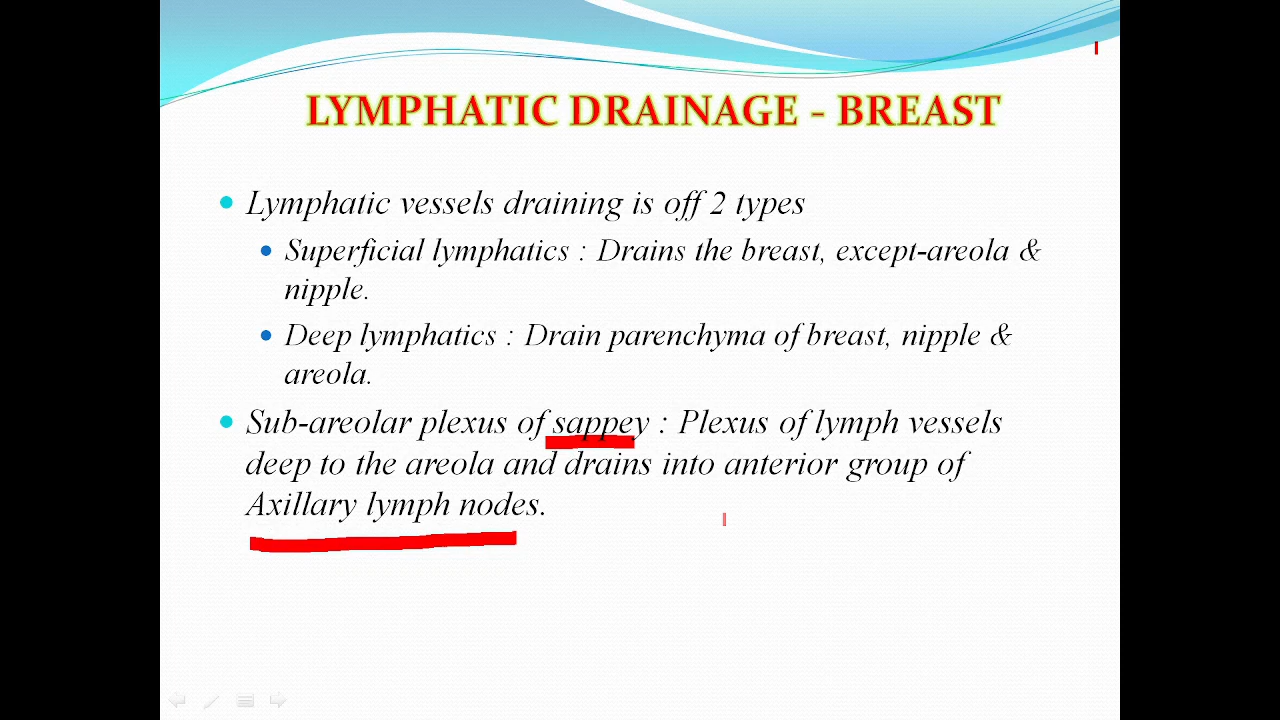 LYMPHATIC DRAINAGE - BREAST
Lymphatic vessels draining is off 2 types
Superficial lymphatics : Drains the breast, except-areola &
nipple.
Deep lymphatics : Drain parenchyma of breast, nipple &
areola.
Sub-areolar plexus of sappey : Plexus of lymph vessels
deep to the areola and drains into anterior group of
Axillary lymph nodes.